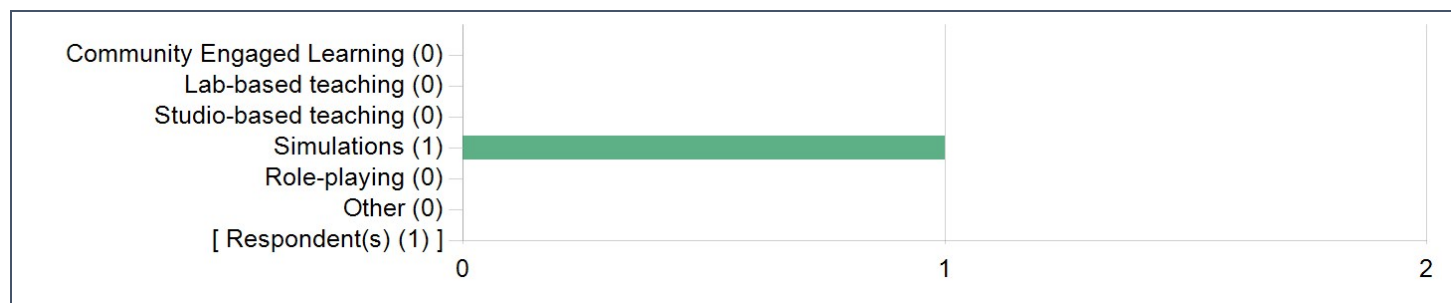 Community Engaged Learning (0)
Lab-based teaching (0)
Studio-based teaching (0)
Simulations (1)
Role-playing (0)
Other (0)
[ Respondent(s) (1) ]
0 1 2